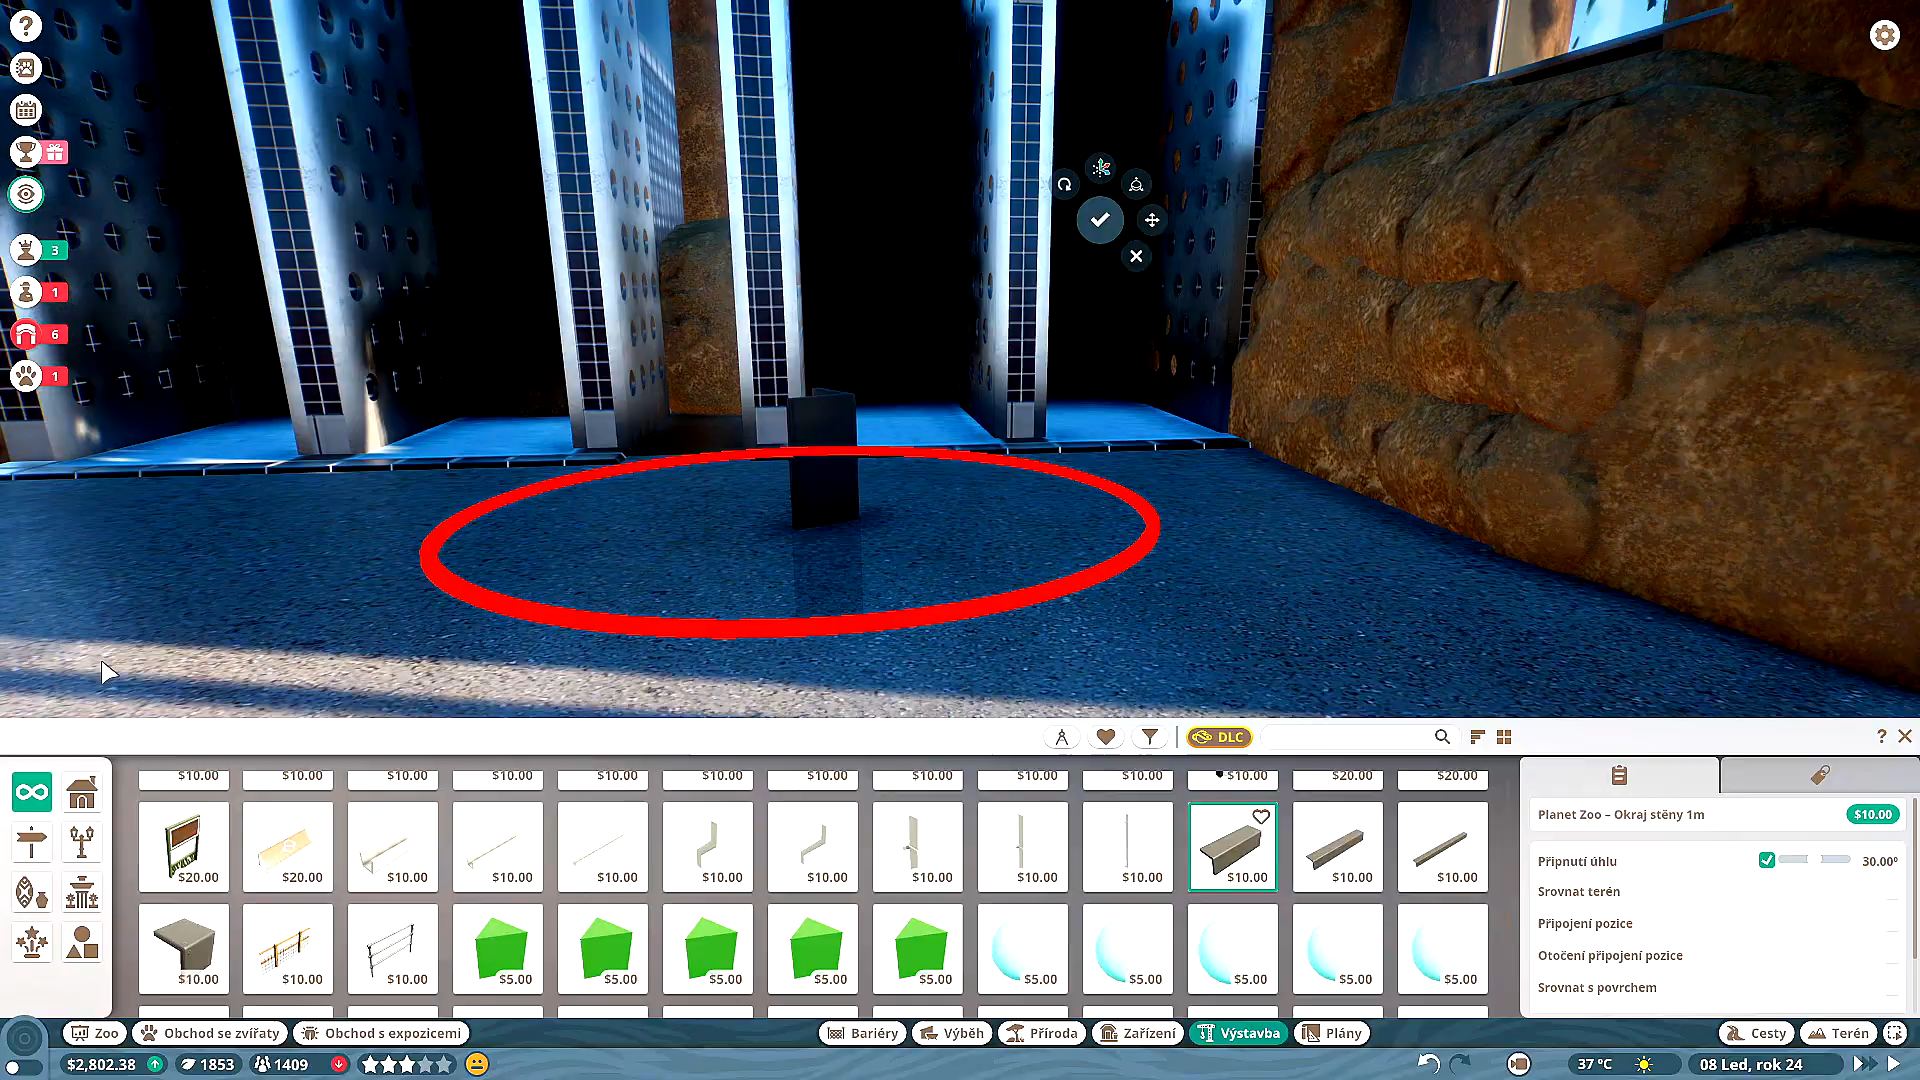 ?
3
1
6
1
DLC
?
$10.00 $10.00 $10.00 $10.00 $10.00 $10.00 $10.00 $10.00 $10.00 $10.00 $10.00 $20.00 $20.00
$20.00 $20.00 $10.00 $10.00 $10.00 $10.00 $10.00 $10.00 $10.00 $10.00 $10.00 $10.00 $10.00
$10.00 $10.00 $10.00 $5.00 $5.00 $5.00 $5.00 $5.00 $5.00 $5.00 $5.00 $5.00 $5.00
Planet Zoo – Okraj stěny 1m $10.00
Připnutí úhlu 30.00°
Srovnat terén
Připojení pozice
Otočení připojení pozice
Srovnat s povrchem
Zoo Obchod se zvířaty Obchod s expozicemi Bariéry Výběh Příroda Zařízení Výstavba Plány Cesty Terén
$2,802.38 1853 1409 37 °C 08 Led, rok 24